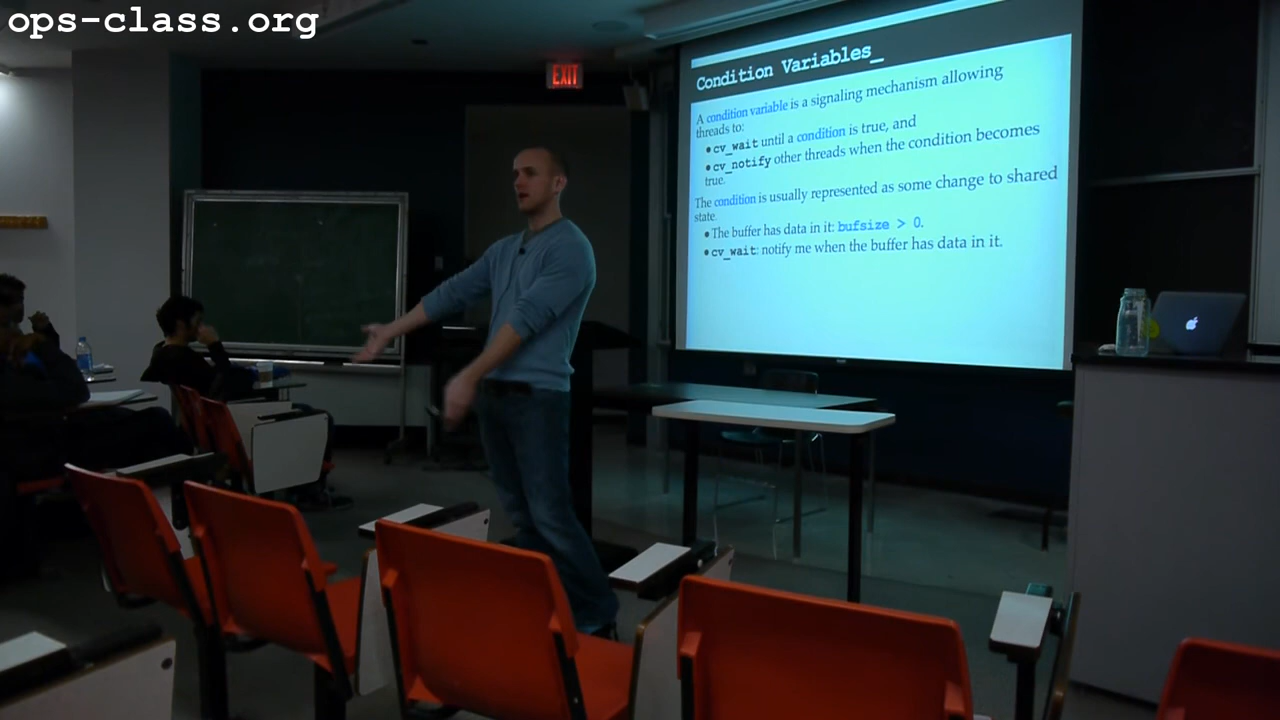 ops-class.org
EXIT
Condition Variables_
A condition variable is a signaling mechanism allowing
threads to:
● cv_wait until a condition is true, and
● cv_notify other threads when the condition becomes
true.
The condition is usually represented as some change to shared
state.
● The buffer has data in it: bufsize > 0.
● cv_wait: notify me when the buffer has data in it.